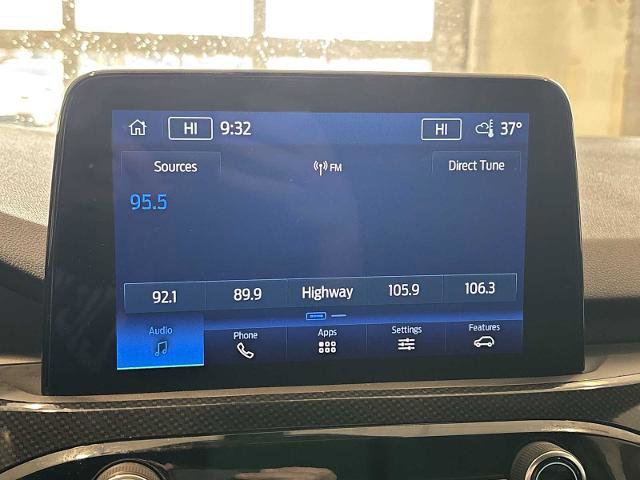 HI 9:32 HI 37°
Sources FM Direct Tune
95.5
92.1 89.9 Highway 105.9 106.3
Audio Phone Apps Settings Features